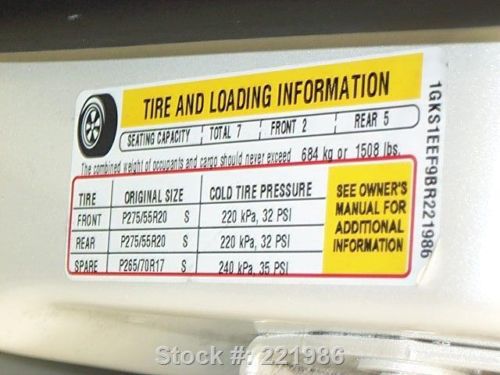 TIRE AND LOADING INFORMATION
SEATING CAPACITY TOTAL 7 FRONT 2 REAR 5
The combined weight of occupants and cargo should never exceed 684 kg or 1508 lbs.
TIRE ORIGINAL SIZE COLD TIRE PRESSURE
FRONT P275/55R20 S 220 kPa, 32 PSI
REAR P275/55R20 S 220 kPa, 32 PSI
SPARE P265/70R17 S 240 kPa, 35 PSI
SEE OWNER'S
MANUAL FOR
ADDITIONAL
INFORMATION
1GKS1EEF9BR221986
Stock #: 221986